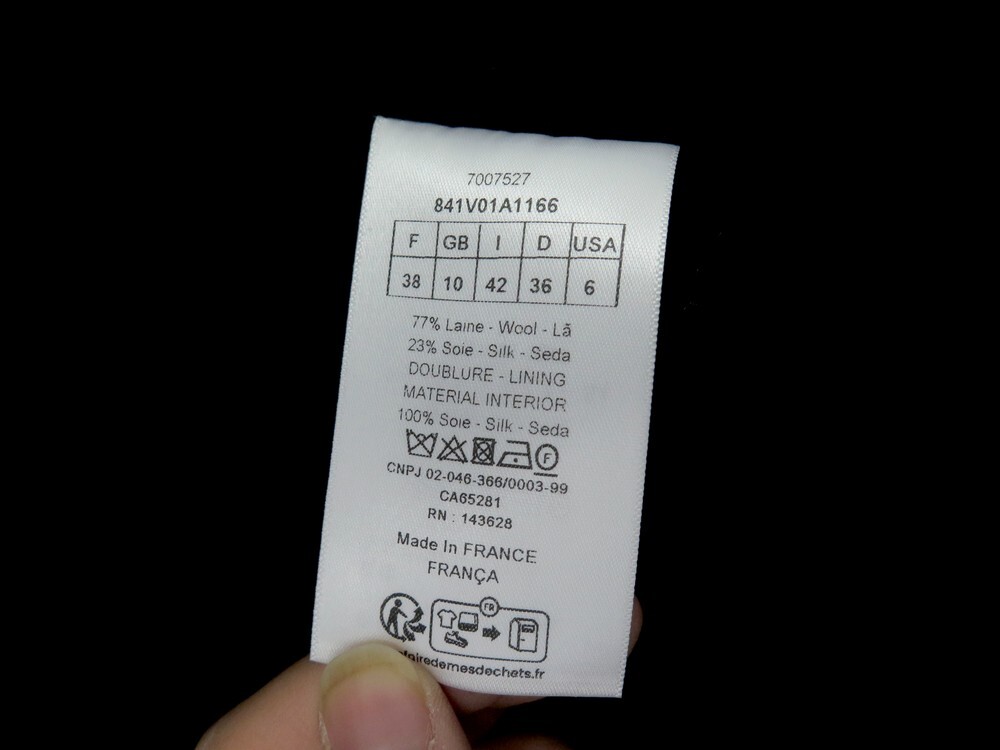 7007527
841V01A1166
F GB I D USA
38 10 42 36 6
77% Laine - Wool - Lã
23% Soie - Silk - Seda
DOUBLURE - LINING
MATERIAL INTERIOR
100% Soie - Silk - Seda
F
CNPJ 02-046-366/0003-99
CA65281
RN : 143628
Made In FRANCE
FRANÇA
FR